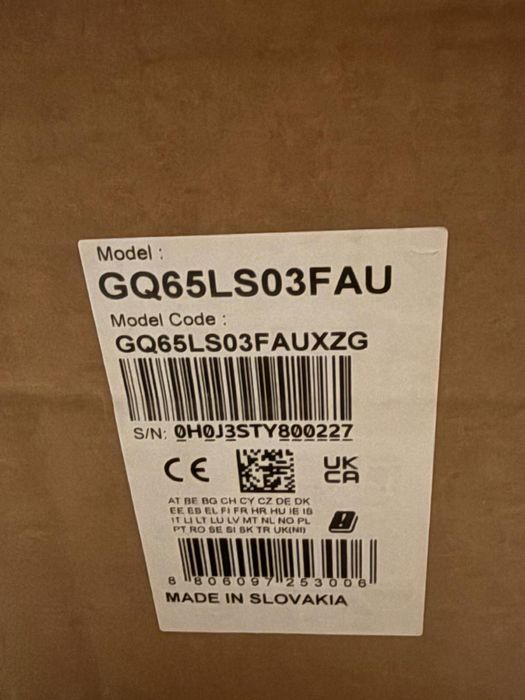 Model :
GQ65LS03FAU
Model Code :
GQ65LS03FAUXZG
S/N: 0H0J3STY800227
CE
UK
CA
AT BE BG CH CY CZ DE DK
EE ES EL FI FR HR HU IE IS
IT LI LT LU LV MT NL NO PL
PT RO SE SI SK TR UK(NI)
8 806097 253006
MADE IN SLOVAKIA